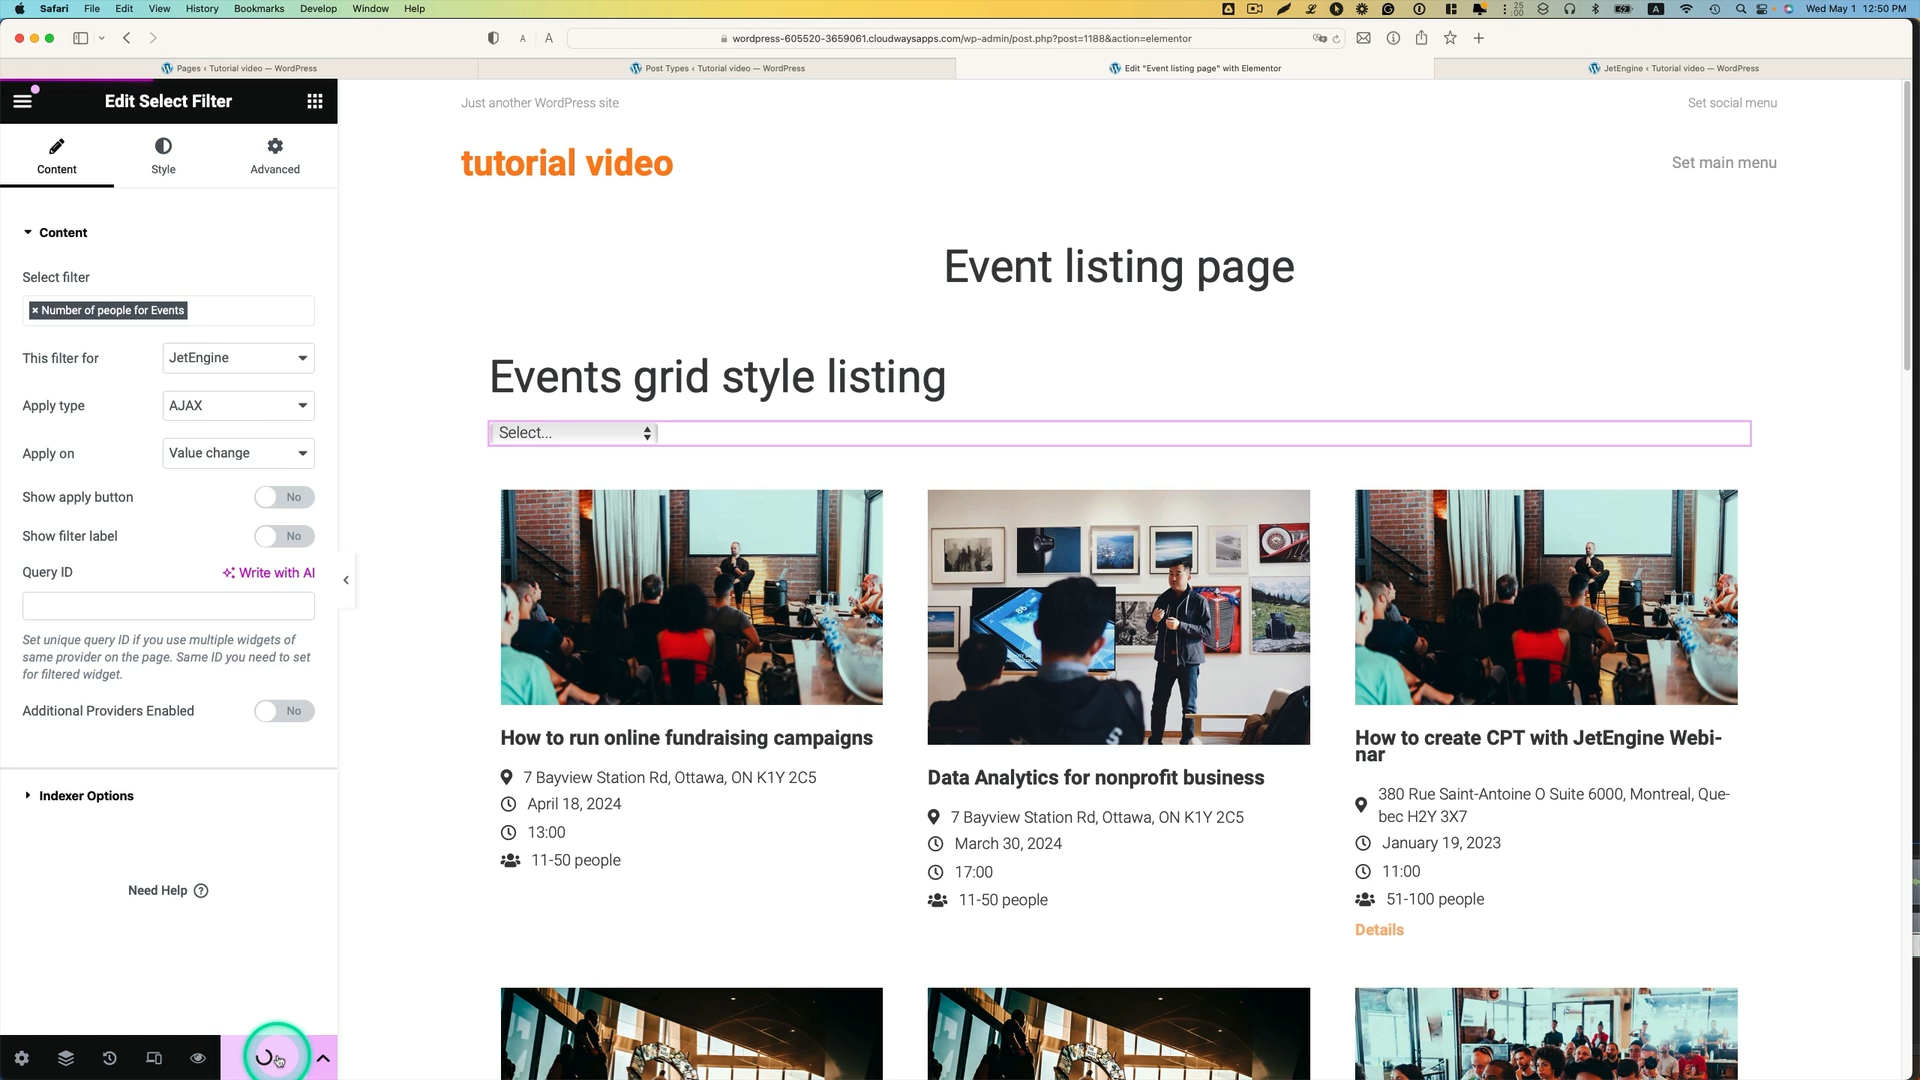 Safari File Edit View History Bookmarks Develop Window Help
25
00
A
Wed May 1 12:50 PM
A A
wordpress-605520-3659061.cloudwaysapps.com/wp-admin/post.php?post=1188&action=elementor
Pages ‹ Tutorial video — WordPress
Post Types ‹ Tutorial video — WordPress
Edit "Event listing page" with Elementor
JetEngine ‹ Tutorial video — WordPress
Edit Select Filter
Content
Style
Advanced
Content
Select filter
× Number of people for Events
This filter for
JetEngine
Apply type
AJAX
Apply on
Value change
Show apply button
No
Show filter label
No
Query ID
Write with AI
Set unique query ID if you use multiple widgets of
same provider on the page. Same ID you need to set
for filtered widget.
Additional Providers Enabled
No
Indexer Options
Need Help
Just another WordPress site
Set social menu
tutorial video
Set main menu
Event listing page
Events grid style listing
Select...
How to run online fundraising campaigns
7 Bayview Station Rd, Ottawa, ON K1Y 2C5
April 18, 2024
13:00
11-50 people
Data Analytics for nonprofit business
7 Bayview Station Rd, Ottawa, ON K1Y 2C5
March 30, 2024
17:00
11-50 people
How to create CPT with JetEngine Webi-
nar
380 Rue Saint-Antoine O Suite 6000, Montreal, Que-
bec H2Y 3X7
January 19, 2023
11:00
51-100 people
Details